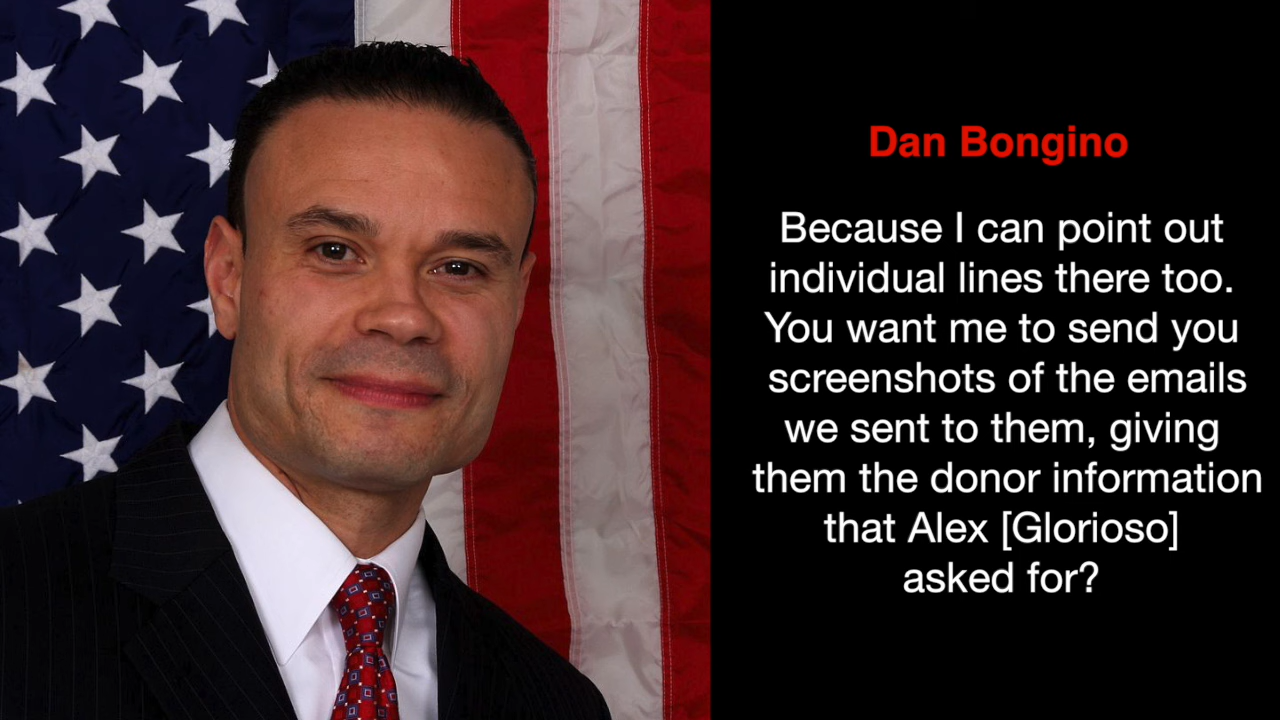 Dan Bongino
Because I can point out
individual lines there too.
You want me to send you
screenshots of the emails
we sent to them, giving
them the donor information
that Alex [Glorioso]
asked for?